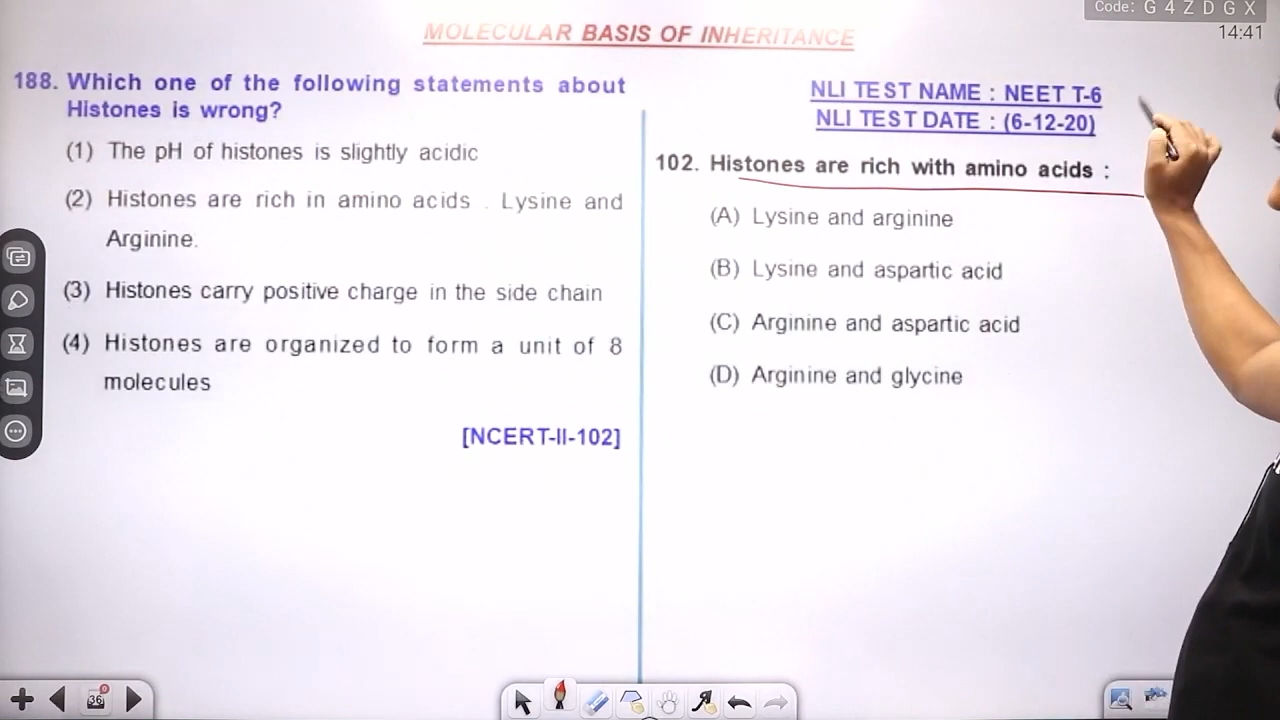 Code: G 4 Z D G X
14:41
MOLECULAR BASIS OF INHERITANCE
188. Which one of the following statements about
Histones is wrong?
(1) The pH of histones is slightly acidic
(2) Histones are rich in amino acids . Lysine and
Arginine.
(3) Histones carry positive charge in the side chain
(4) Histones are organized to form a unit of 8
molecules
[NCERT-II-102]
NLI TEST NAME : NEET T-6
NLI TEST DATE : (6-12-20)
102. Histones are rich with amino acids :
(A) Lysine and arginine
(B) Lysine and aspartic acid
(C) Arginine and aspartic acid
(D) Arginine and glycine
36
0